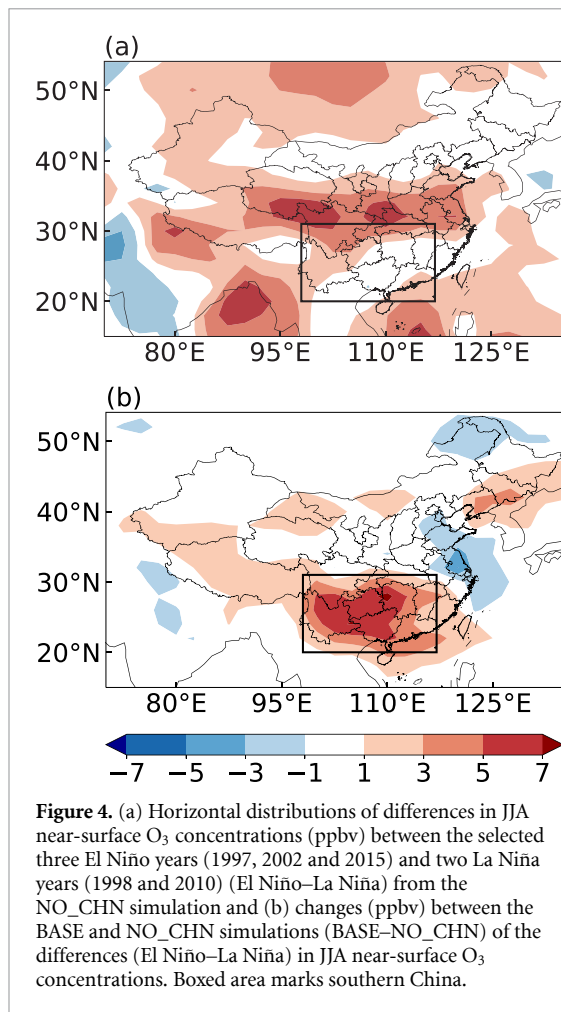 (a)
50°N
40°N
30°N
20°N
80°E 95°E 110°E 125°E
(b)
50°N
40°N
30°N
20°N
80°E 95°E 110°E 125°E
−7 −5 −3 −1 1 3 5 7
Figure 4. (a) Horizontal distributions of differences in JJA
near-surface O₃ concentrations (ppbv) between the selected
three El Niño years (1997, 2002 and 2015) and two La Niña
years (1998 and 2010) (El Niño–La Niña) from the
NO_CHN simulation and (b) changes (ppbv) between the
BASE and NO_CHN simulations (BASE–NO_CHN) of the
differences (El Niño–La Niña) in JJA near-surface O₃
concentrations. Boxed area marks southern China.